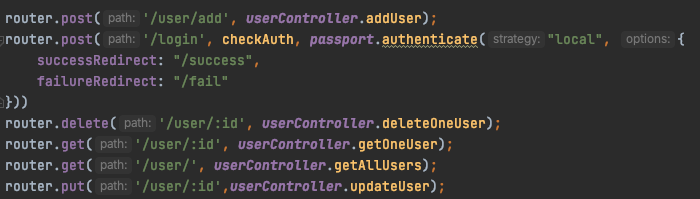 router.post( path: '/user/add', userController.addUser);
router.post( path: '/login', checkAuth, passport.authenticate( strategy: "local", options: {
    successRedirect: "/success",
    failureRedirect: "/fail"
}))
router.delete( path: '/user/:id', userController.deleteOneUser);
router.get( path: '/user/:id', userController.getOneUser);
router.get( path: '/user/', userController.getAllUsers);
router.put( path: '/user/:id',userController.updateUser);